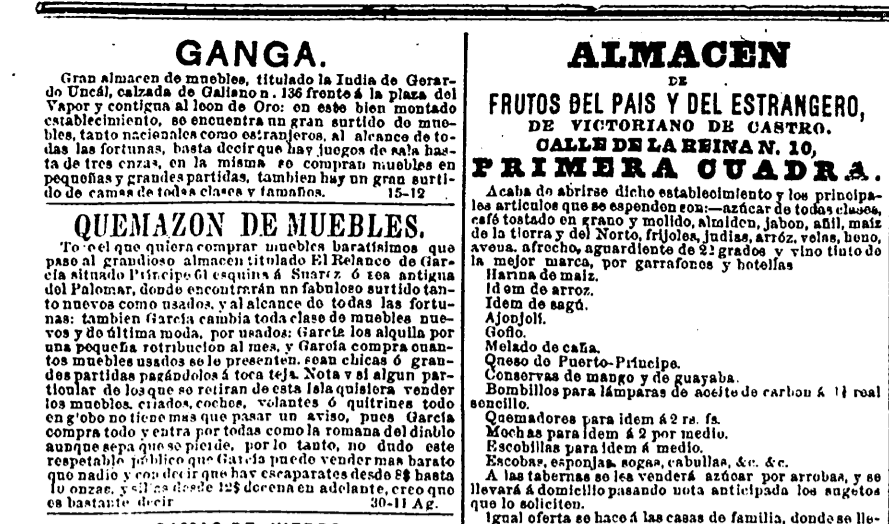 GANGA.
Gran almacen de muebles, titulado la India de Gerar-
do Uncál, calzada de Galiano n. 136 frente á la plaza del
Vapor y contigua al leon de Oro: en este bien montado
establecimiento, se encuentra un gran surtido de mue-
bles, tanto nacionales como estranjeros, al alcance de to-
das las fortunas, basta decir que hay juegos de sala has-
ta de tres onzas, en la misma se compran muebles en
pequeñas y grandes partidas, tambien hay un gran surti-
do de camas de todas clases y tamaños. 15-12
QUEMAZON DE MUEBLES.
el que quiera comprar muebles baratísimos que
pase al grandioso almacen titulado El Relance de Gar-
cía situado Príncipe 61 esquina á Suarez ó sea antigua
del Palomar, donde encontrarán un fabuloso surtido tan-
to nuevos como usados, y al alcance de todas las fortu-
nas: tambien García cambia toda clase de muebles nue-
vos y de última moda, por usados: García los alquila por
una pequeña retribucion al mes, y García compra cuan-
tos muebles usados se le presenten, sean chicas ó gran-
des partidas pagándolos á toca teja. Nota y si algun par-
ticular de los que se retiran de esta Isla quisiera vender
los muebles, criados, coches, volantes ó quitrines todo
en g'obo no tiene mas que pasar un aviso, pues García
compra todo y entra por todas como la romana del diablo
aunque sepa que se pierde, por lo tanto, no dudo este
respetable público que García puede vender mas barato
que nadie y con decir que hay escaparates desde 8$ hasta
10 onzas, y sillas desde 12$ docena en adelante, creo que
es bastante decir 30-11 Ag.
ALMACEN
DE
FRUTOS DEL PAIS Y DEL ESTRANGERO,
DE VICTORIANO DE CASTRO.
CALLE DE LA REINA N. 10,
PRIMERA CUADRA.
Acaba de abrirse dicho establecimiento y los principa-
les articulos que se espenden son:—azúcar de todas clases,
café tostado en grano y molido, almidon, jabon, añil, maiz
de la tierra y del Norte, frijoles, judias, arróz, velas, heno,
avena, afrecho, aguardiente de 22 grados y vino tinto de
la mejor marca, por garrafones y botellas
Harina de maiz.
Idem de arroz.
Idem de sagú.
Ajonjolí.
Gofio.
Melado de caña.
Queso de Puerto-Príncipe.
Conservas de mango y de guayaba.
Bombillos para lámparas de aceite de carbon á 1½ real
sencillo.
Quemadores para idem á 2 rs. fs.
Mechas para idem á 2 por medio.
Escobillas para idem á medio.
Escobas, esponjas, sogas, cabullas, &c. &c.
A las tabernas se les venderá azúcar por arrobas, y se
llevará á domicilio pasando nota anticipada los sugetos
que lo soliciten.
Igual oferta se hace á las casas de familia, donde se lle-